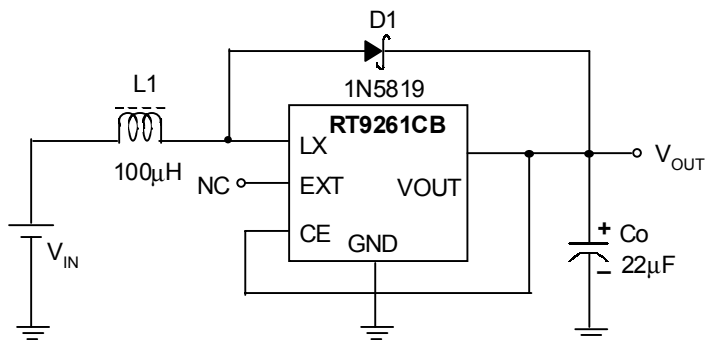 D1
1N5819
L1
100µH
RT9261CB
LX
EXT
CE
GND
VOUT
NC
V_IN
V_OUT
+
Co
22µF
−